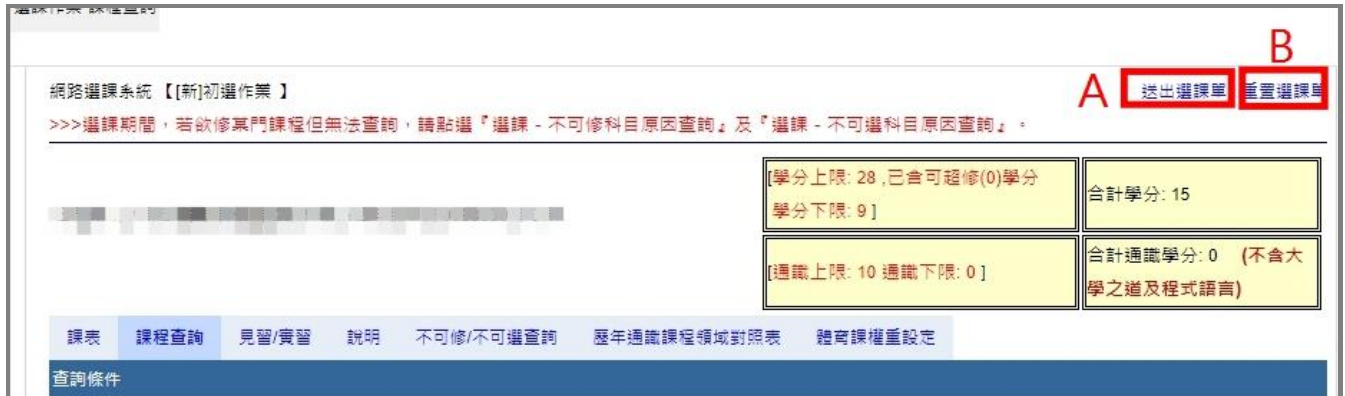 選課作業 課程查詢
B
網路選課系統 【[新]初選作業 】
A 送出選課單 重置選課單
>>>選課期間，若欲修某門課程但無法查詢，請點選『選課 - 不可修科目原因查詢』及『選課 - 不可選科目原因查詢』。
[學分上限: 28 ,已含可超修(0)學分
學分下限: 9 ]
合計學分: 15
[通識上限: 10 通識下限: 0 ]
合計通識學分: 0 (不含大
學之道及程式語言)
課表 課程查詢 見習/實習 說明 不可修/不可選查詢 歷年通識課程領域對照表 體育課權重設定
查詢條件